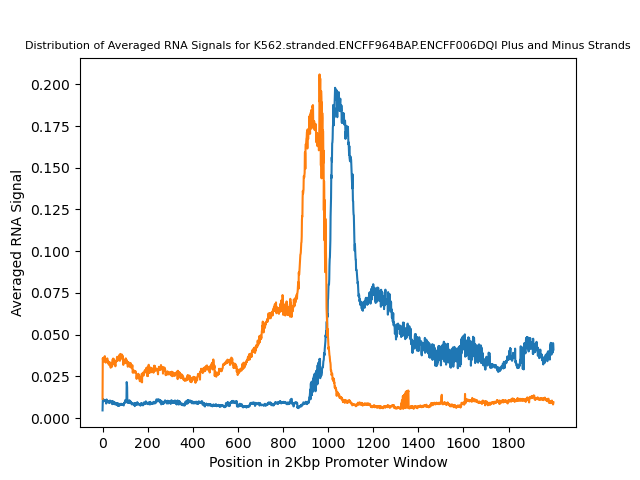 Distribution of Averaged RNA Signals for K562.stranded.ENCFF964BAP.ENCFF006DQI Plus and Minus Strands
0.200
0.175
0.150
0.125
0.100
0.075
0.050
0.025
0.000
Averaged RNA Signal
0 200 400 600 800 1000 1200 1400 1600 1800
Position in 2Kbp Promoter Window